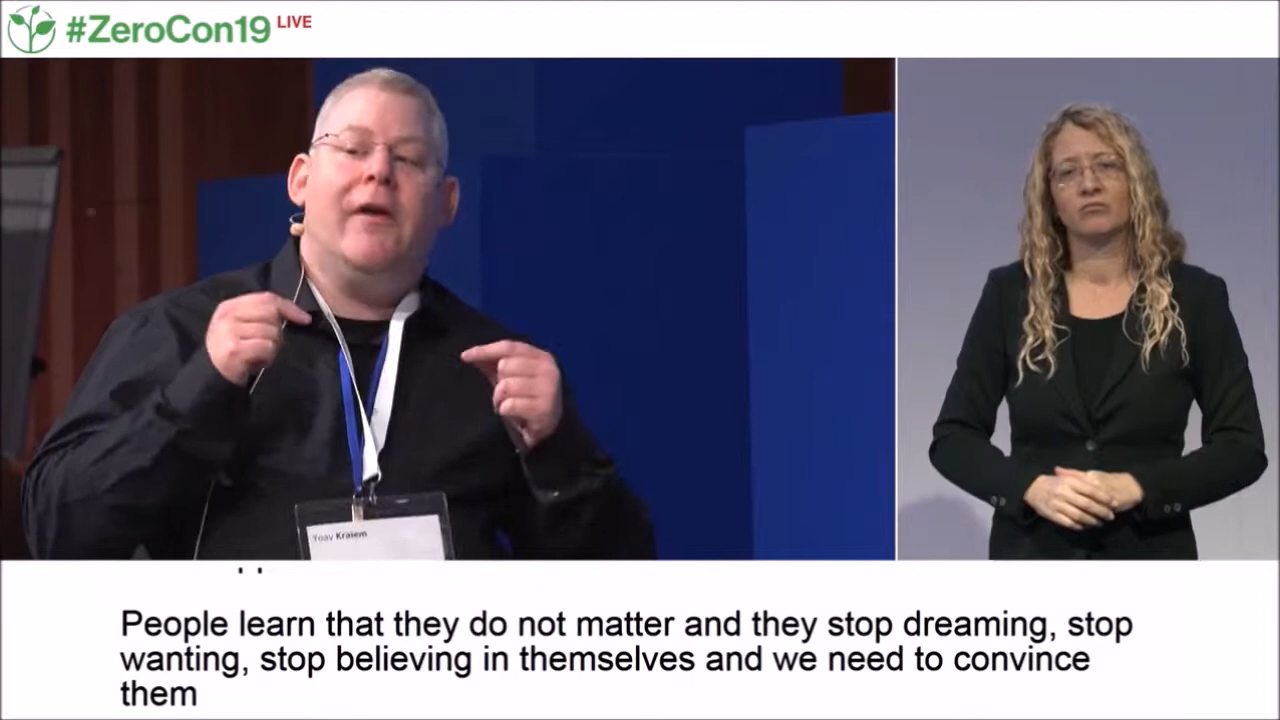 #ZeroCon19 LIVE
Yoav Kraiem
People learn that they do not matter and they stop dreaming, stop
wanting, stop believing in themselves and we need to convince
them